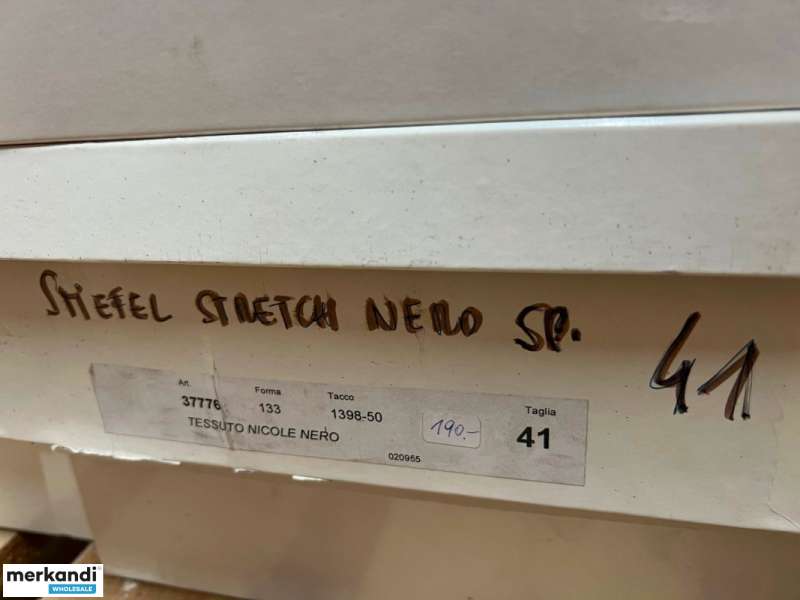 STIEFEL STRETCH NERO SP. 41
Art. Forma Tacco Taglia
37776 133 1398-50 190.- 41
TESSUTO NICOLE NERO
020955
merkandi
WHOLESALE